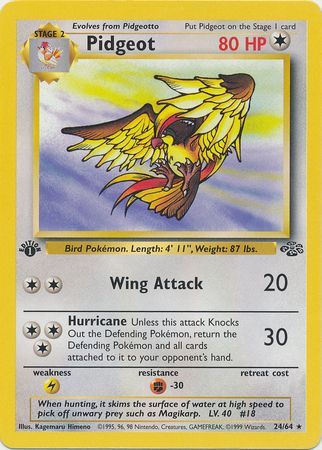 Evolves from Pidgeotto
Put Pidgeot on the Stage 1 card
STAGE 2
Pidgeot
80 HP
Bird Pokémon. Length: 4' 11", Weight: 87 lbs.
EDITION
1
Wing Attack
20
Hurricane Unless this attack Knocks
Out the Defending Pokémon, return the
Defending Pokémon and all cards
attached to it to your opponent's hand.
30
weakness
resistance
retreat cost
-30
When hunting, it skims the surface of water at high speed to
pick off unwary prey such as Magikarp. LV. 40 #18
Illus. Kagemaru Himeno
©1995, 96, 98 Nintendo, Creatures, GAMEFREAK. ©1999 Wizards.
24/64 ★